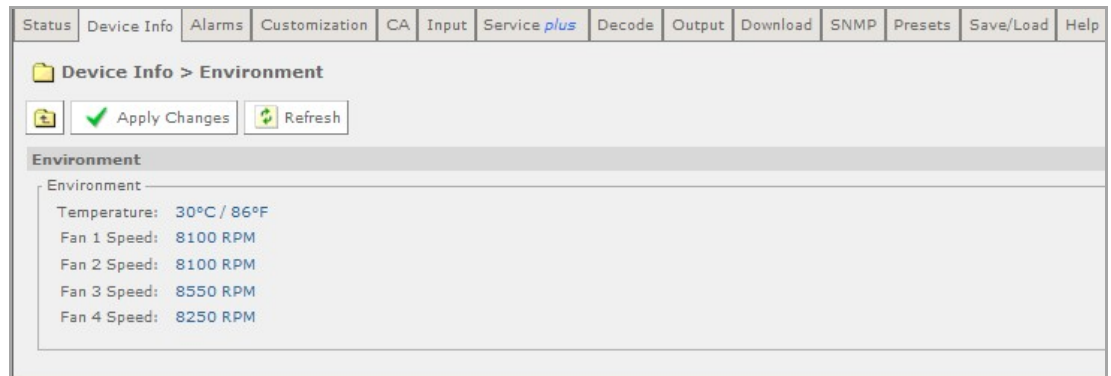 Status Device Info Alarms Customization CA Input Service plus Decode Output Download SNMP Presets Save/Load Help
Device Info > Environment
Apply Changes Refresh
Environment
Environment
Temperature: 30°C / 86°F
Fan 1 Speed: 8100 RPM
Fan 2 Speed: 8100 RPM
Fan 3 Speed: 8550 RPM
Fan 4 Speed: 8250 RPM